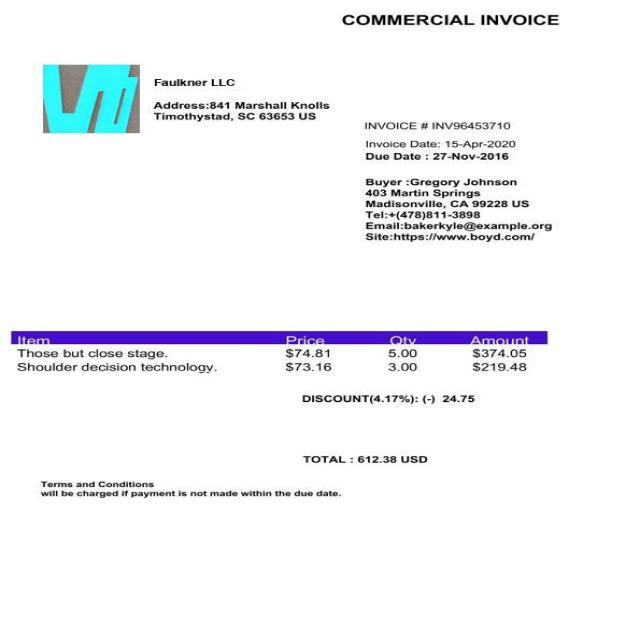 COMMERCIAL INVOICE
Faulkner LLC
Address:841 Marshall Knolls
Timothystad, SC 63653 US
INVOICE # INV96453710
Invoice Date: 15-Apr-2020
Due Date : 27-Nov-2016
Buyer :Gregory Johnson
403 Martin Springs
Madisonville, CA 99228 US
Tel:+(478)811-3898
Email:bakerkyle@example.org
Site:https://www.boyd.com/
Item Price Qty Amount
Those but close stage. $74.81 5.00 $374.05
Shoulder decision technology. $73.16 3.00 $219.48
DISCOUNT(4.17%): (-) 24.75
TOTAL : 612.38 USD
Terms and Conditions
will be charged if payment is not made within the due date.